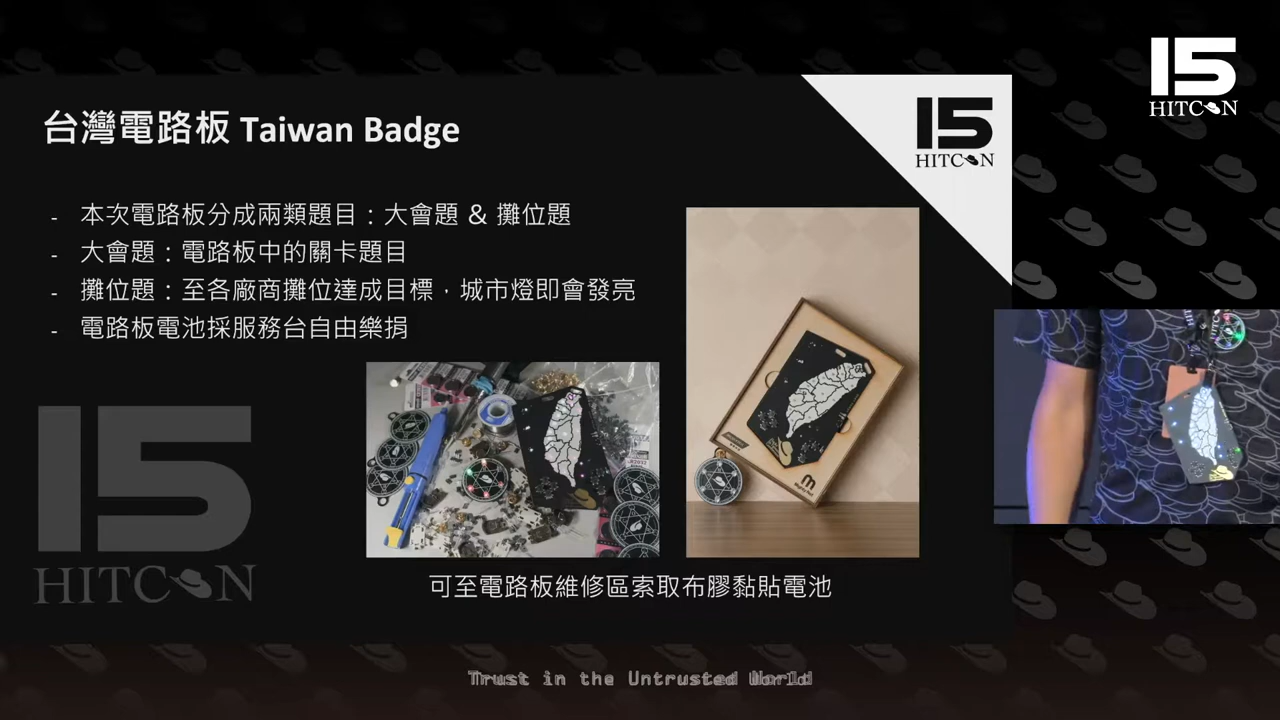 15
HITCON
台灣電路板 Taiwan Badge
15
HITCON
- 本次電路板分成兩類題目：大會題 & 攤位題
- 大會題：電路板中的關卡題目
- 攤位題：至各廠商攤位達成目標，城市燈即會發亮
- 電路板電池採服務台自由樂捐
15
HITCON
可至電路板維修區索取布膠黏貼電池
Trust in the Untrusted World